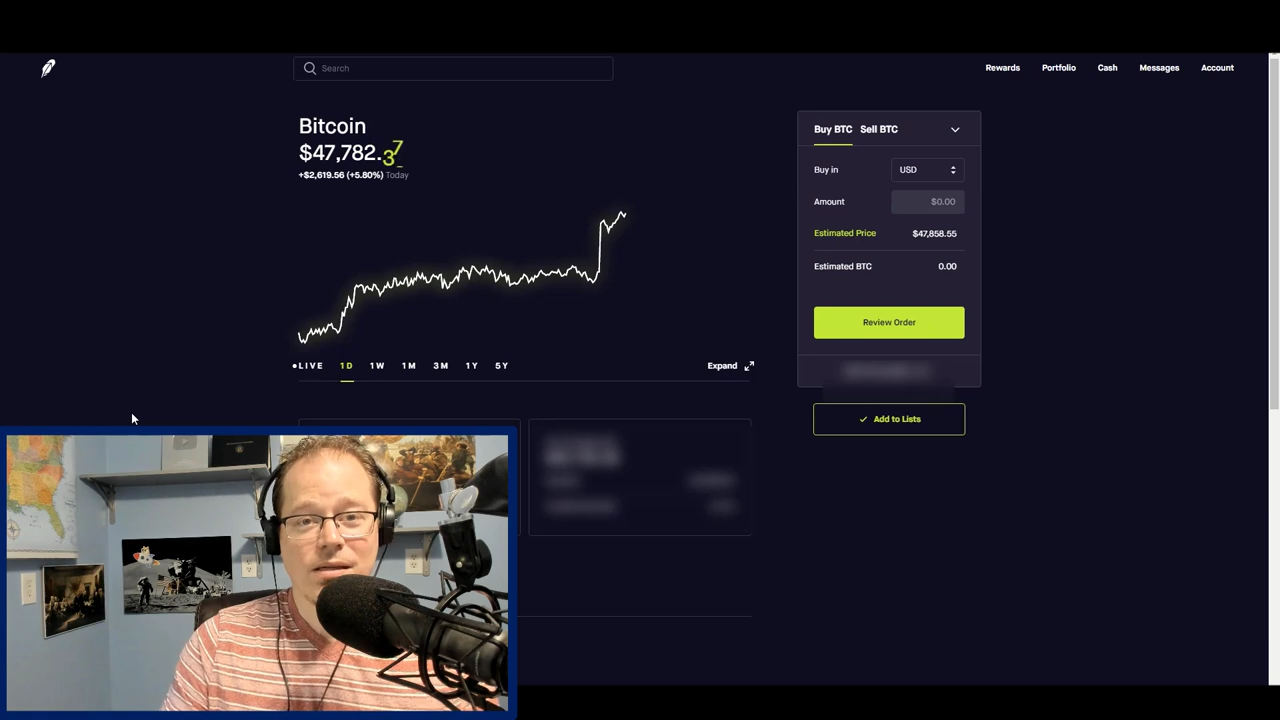 Search
Rewards Portfolio Cash Messages Account
Bitcoin
$47,782.37
+$2,619.56 (+5.80%) Today
LIVE 1D 1W 1M 3M 1Y 5Y
Expand
Buy BTC Sell BTC
Buy in USD
Amount $0.00
Estimated Price $47,858.55
Estimated BTC 0.00
Review Order
Add to Lists